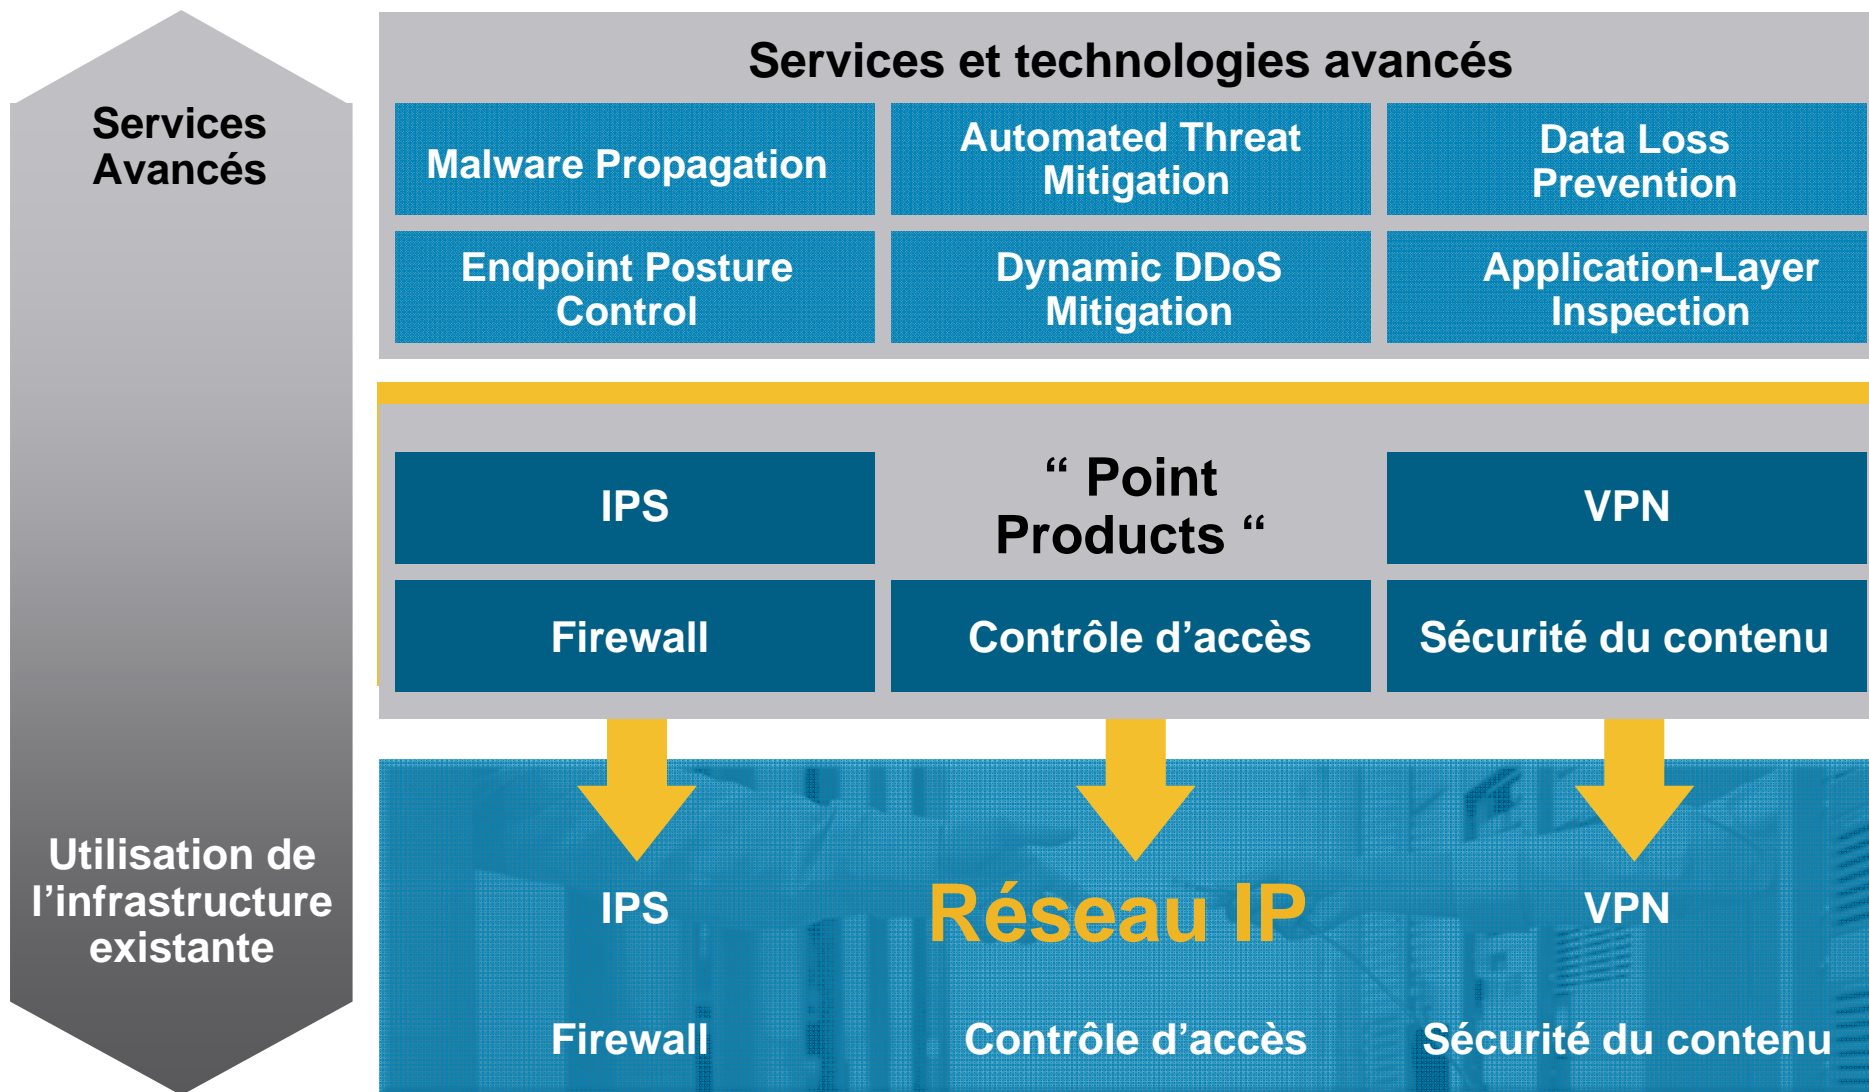 Services
Avancés
Utilisation de
l’infrastructure
existante
Services et technologies avancés
Malware Propagation
Automated Threat
Mitigation
Data Loss
Prevention
Endpoint Posture
Control
Dynamic DDoS
Mitigation
Application-Layer
Inspection
IPS
“ Point
Products “
VPN
Firewall
Contrôle d’accès
Sécurité du contenu
IPS
Réseau IP
VPN
Firewall
Contrôle d’accès
Sécurité du contenu